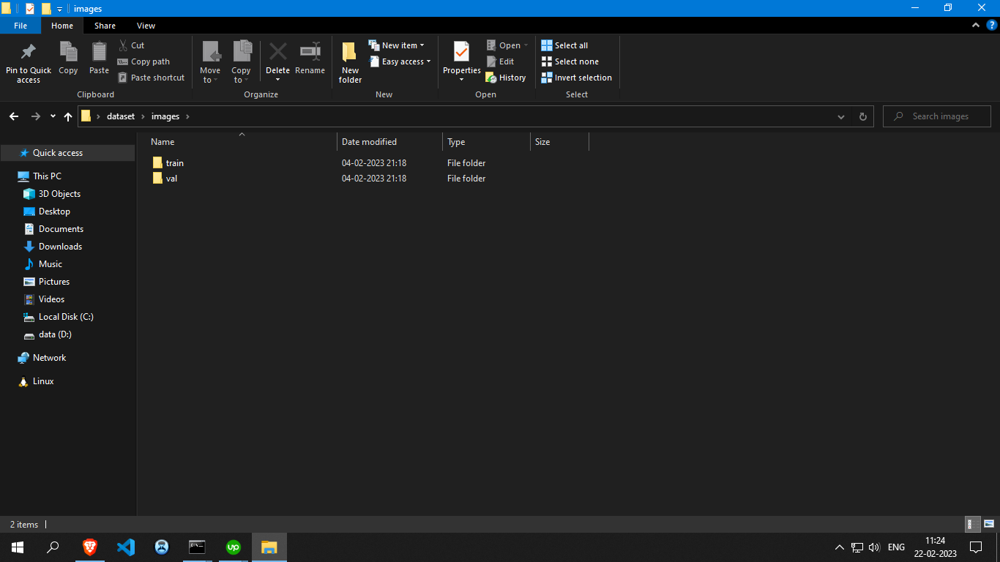 images
File Home Share View
Pin to Quick access
Copy
Paste
Cut
Copy path
Paste shortcut
Clipboard
Move to
Copy to
Delete
Rename
Organize
New folder
New item
Easy access
New
Properties
Open
Edit
History
Open
Select all
Select none
Invert selection
Select
dataset images
Search images
Name Date modified Type Size
train 04-02-2023 21:18 File folder
val 04-02-2023 21:18 File folder
Quick access
This PC
3D Objects
Desktop
Documents
Downloads
Music
Pictures
Videos
Local Disk (C:)
data (D:)
Network
Linux
2 items
up
ENG
11:24
22-02-2023